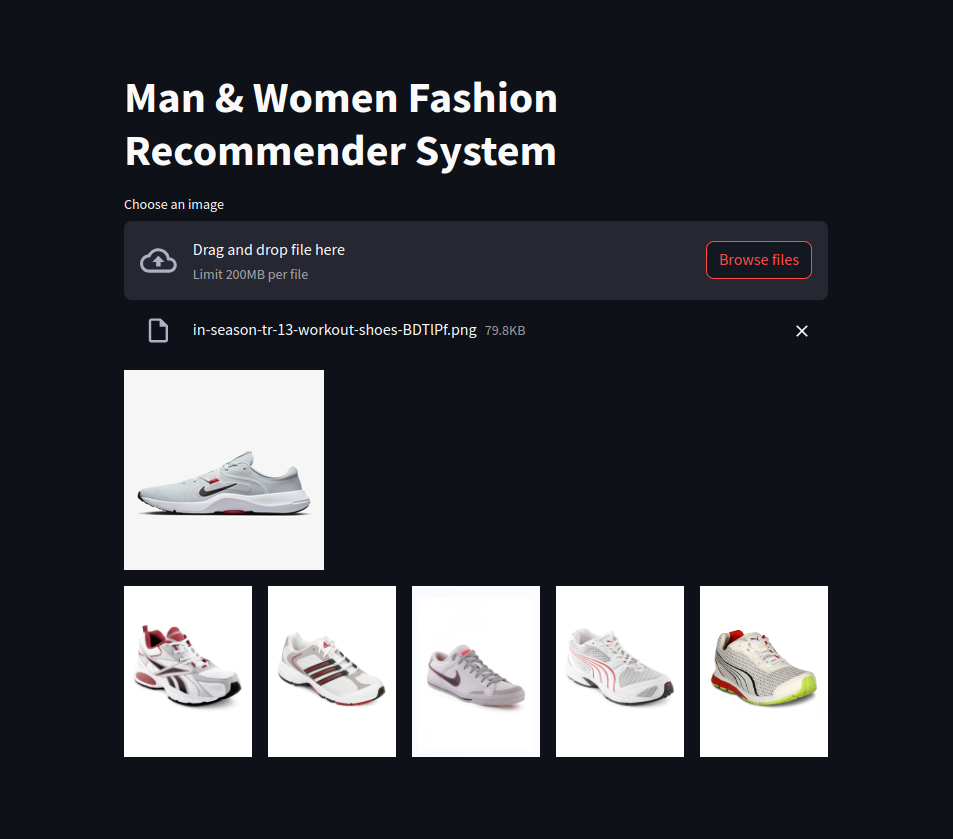 Man & Women Fashion
Recommender System
Choose an image
Drag and drop file here
Limit 200MB per file
Browse files
in-season-tr-13-workout-shoes-BDTlPf.png 79.8KB